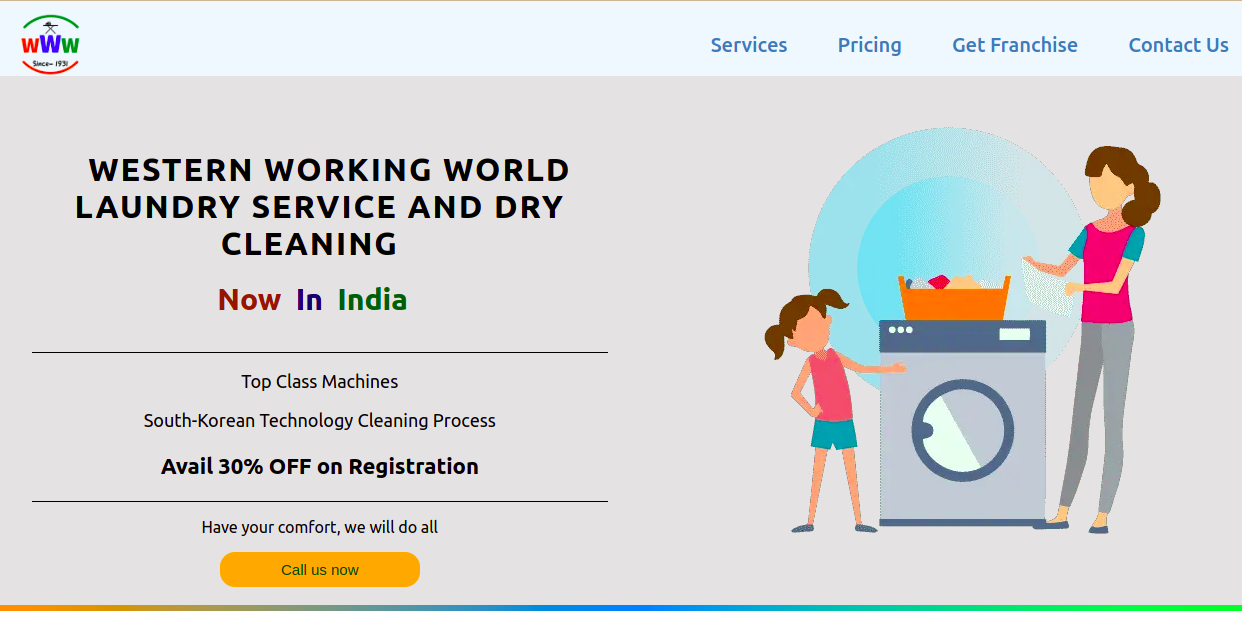 WWW
Since- 1931
Services Pricing Get Franchise Contact Us
WESTERN WORKING WORLD
LAUNDRY SERVICE AND DRY
CLEANING
Now In India
Top Class Machines
South-Korean Technology Cleaning Process
Avail 30% OFF on Registration
Have your comfort, we will do all
Call us now